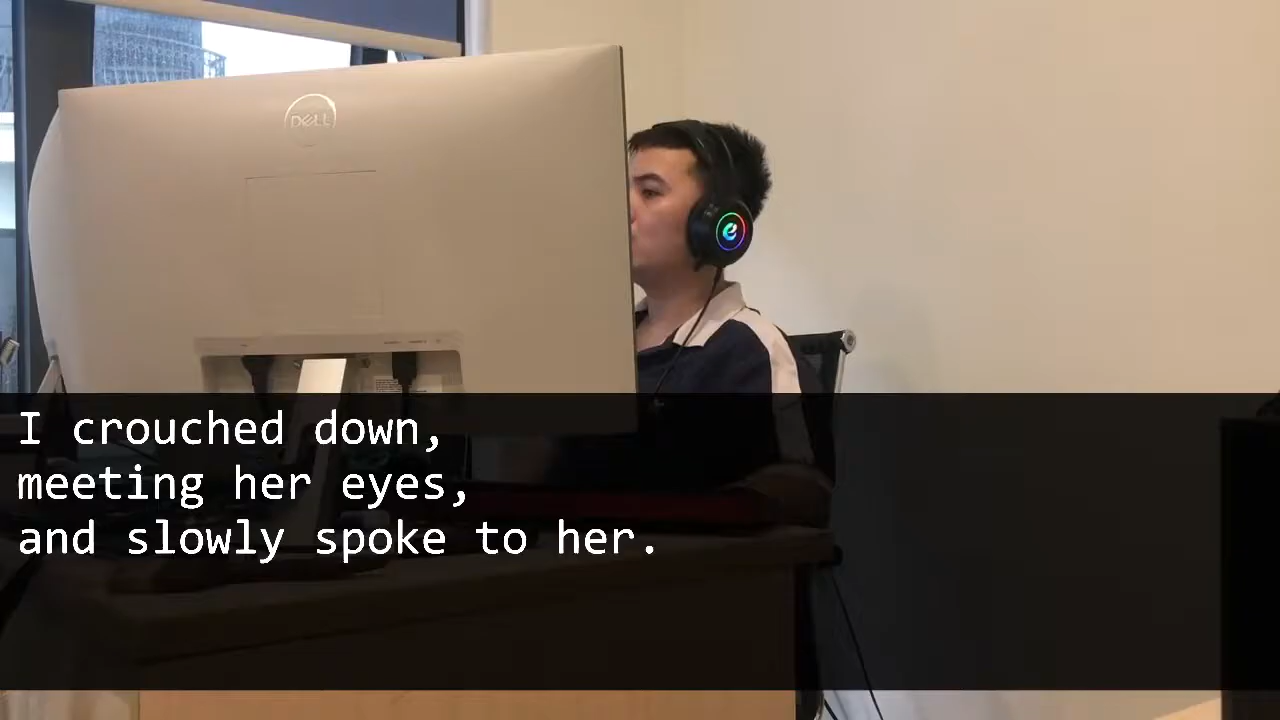 DELL
I crouched down,
meeting her eyes,
and slowly spoke to her.